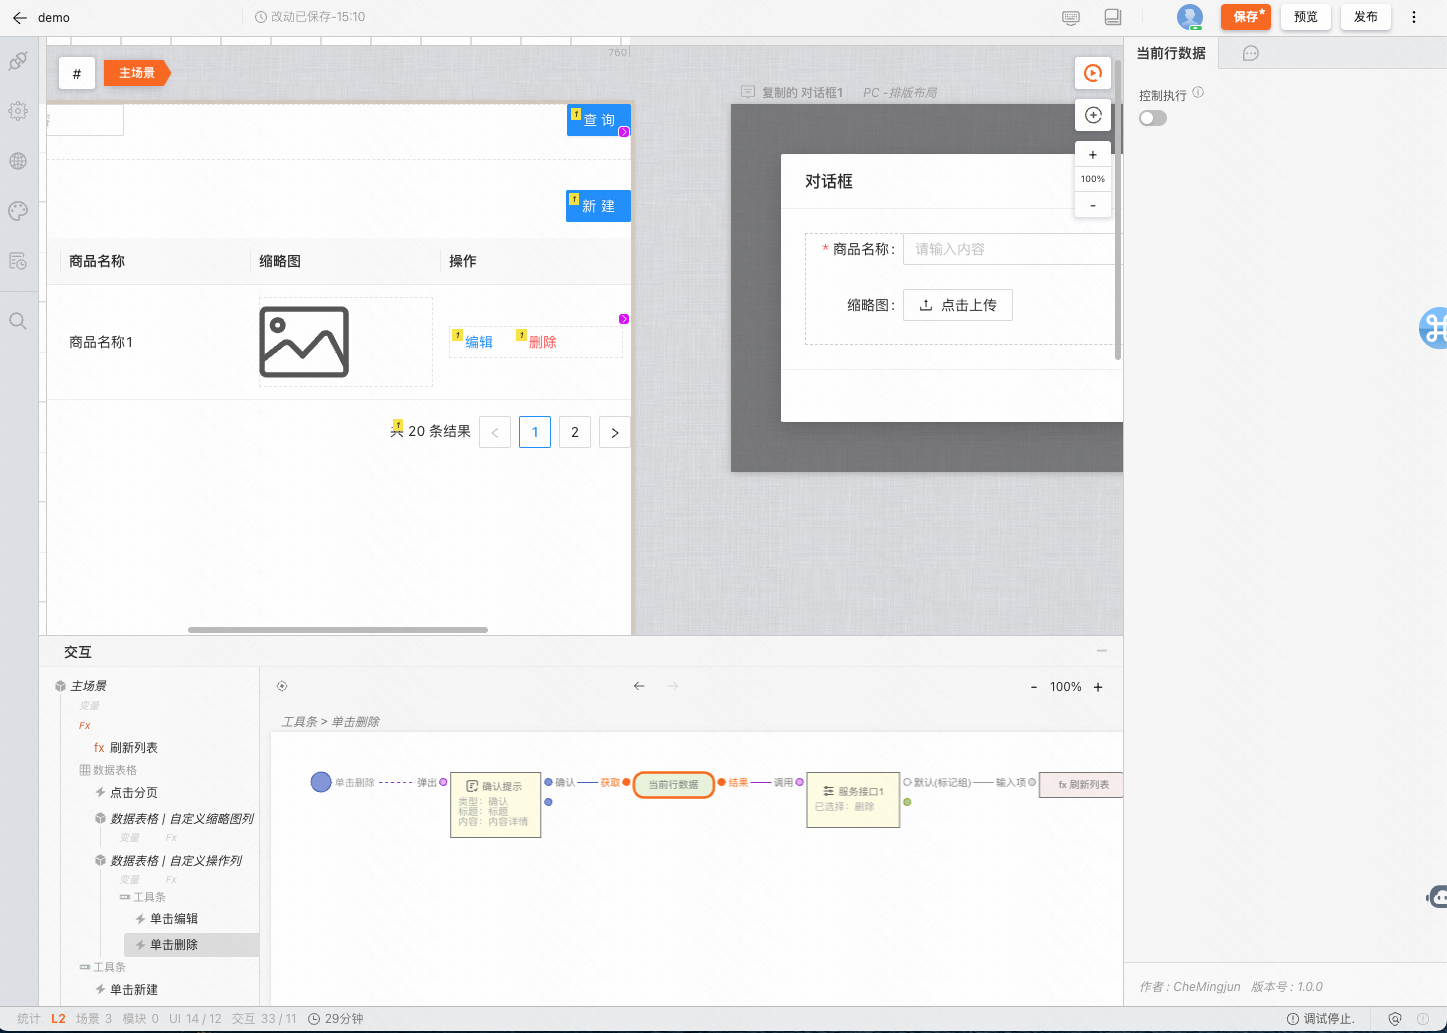 demo
改动已保存-15:10
保存*
预览
发布
#
主场景
760
复制的 对话框1 PC -排版布局
当前行数据
控制执行
1 查 询
1 新 建
商品名称 缩略图 操作
商品名称1
1 编辑 1 删除
1
共 20 条结果 < 1 2 >
对话框
* 商品名称:
请输入内容
缩略图:
点击上传
+
100%
-
交互
主场景
变量
Fx
fx 刷新列表
数据表格
点击分页
数据表格 | 自定义缩略图列
变量 Fx
数据表格 | 自定义操作列
变量 Fx
工具条
单击编辑
单击删除
工具条
单击新建
- 100% +
工具条 > 单击删除
单击删除
弹出
确认提示
类型: 确认
标题: 标题
内容: 内容详情
确认
获取
当前行数据
结果
调用
服务接口1
已选择: 删除
默认(标记组)
输入项
fx 刷新列表
作者 : CheMingjun 版本号 : 1.0.0
统计 L2 场景 3 模块 0 UI 14 / 12 交互 33 / 11 29分钟
调试停止.